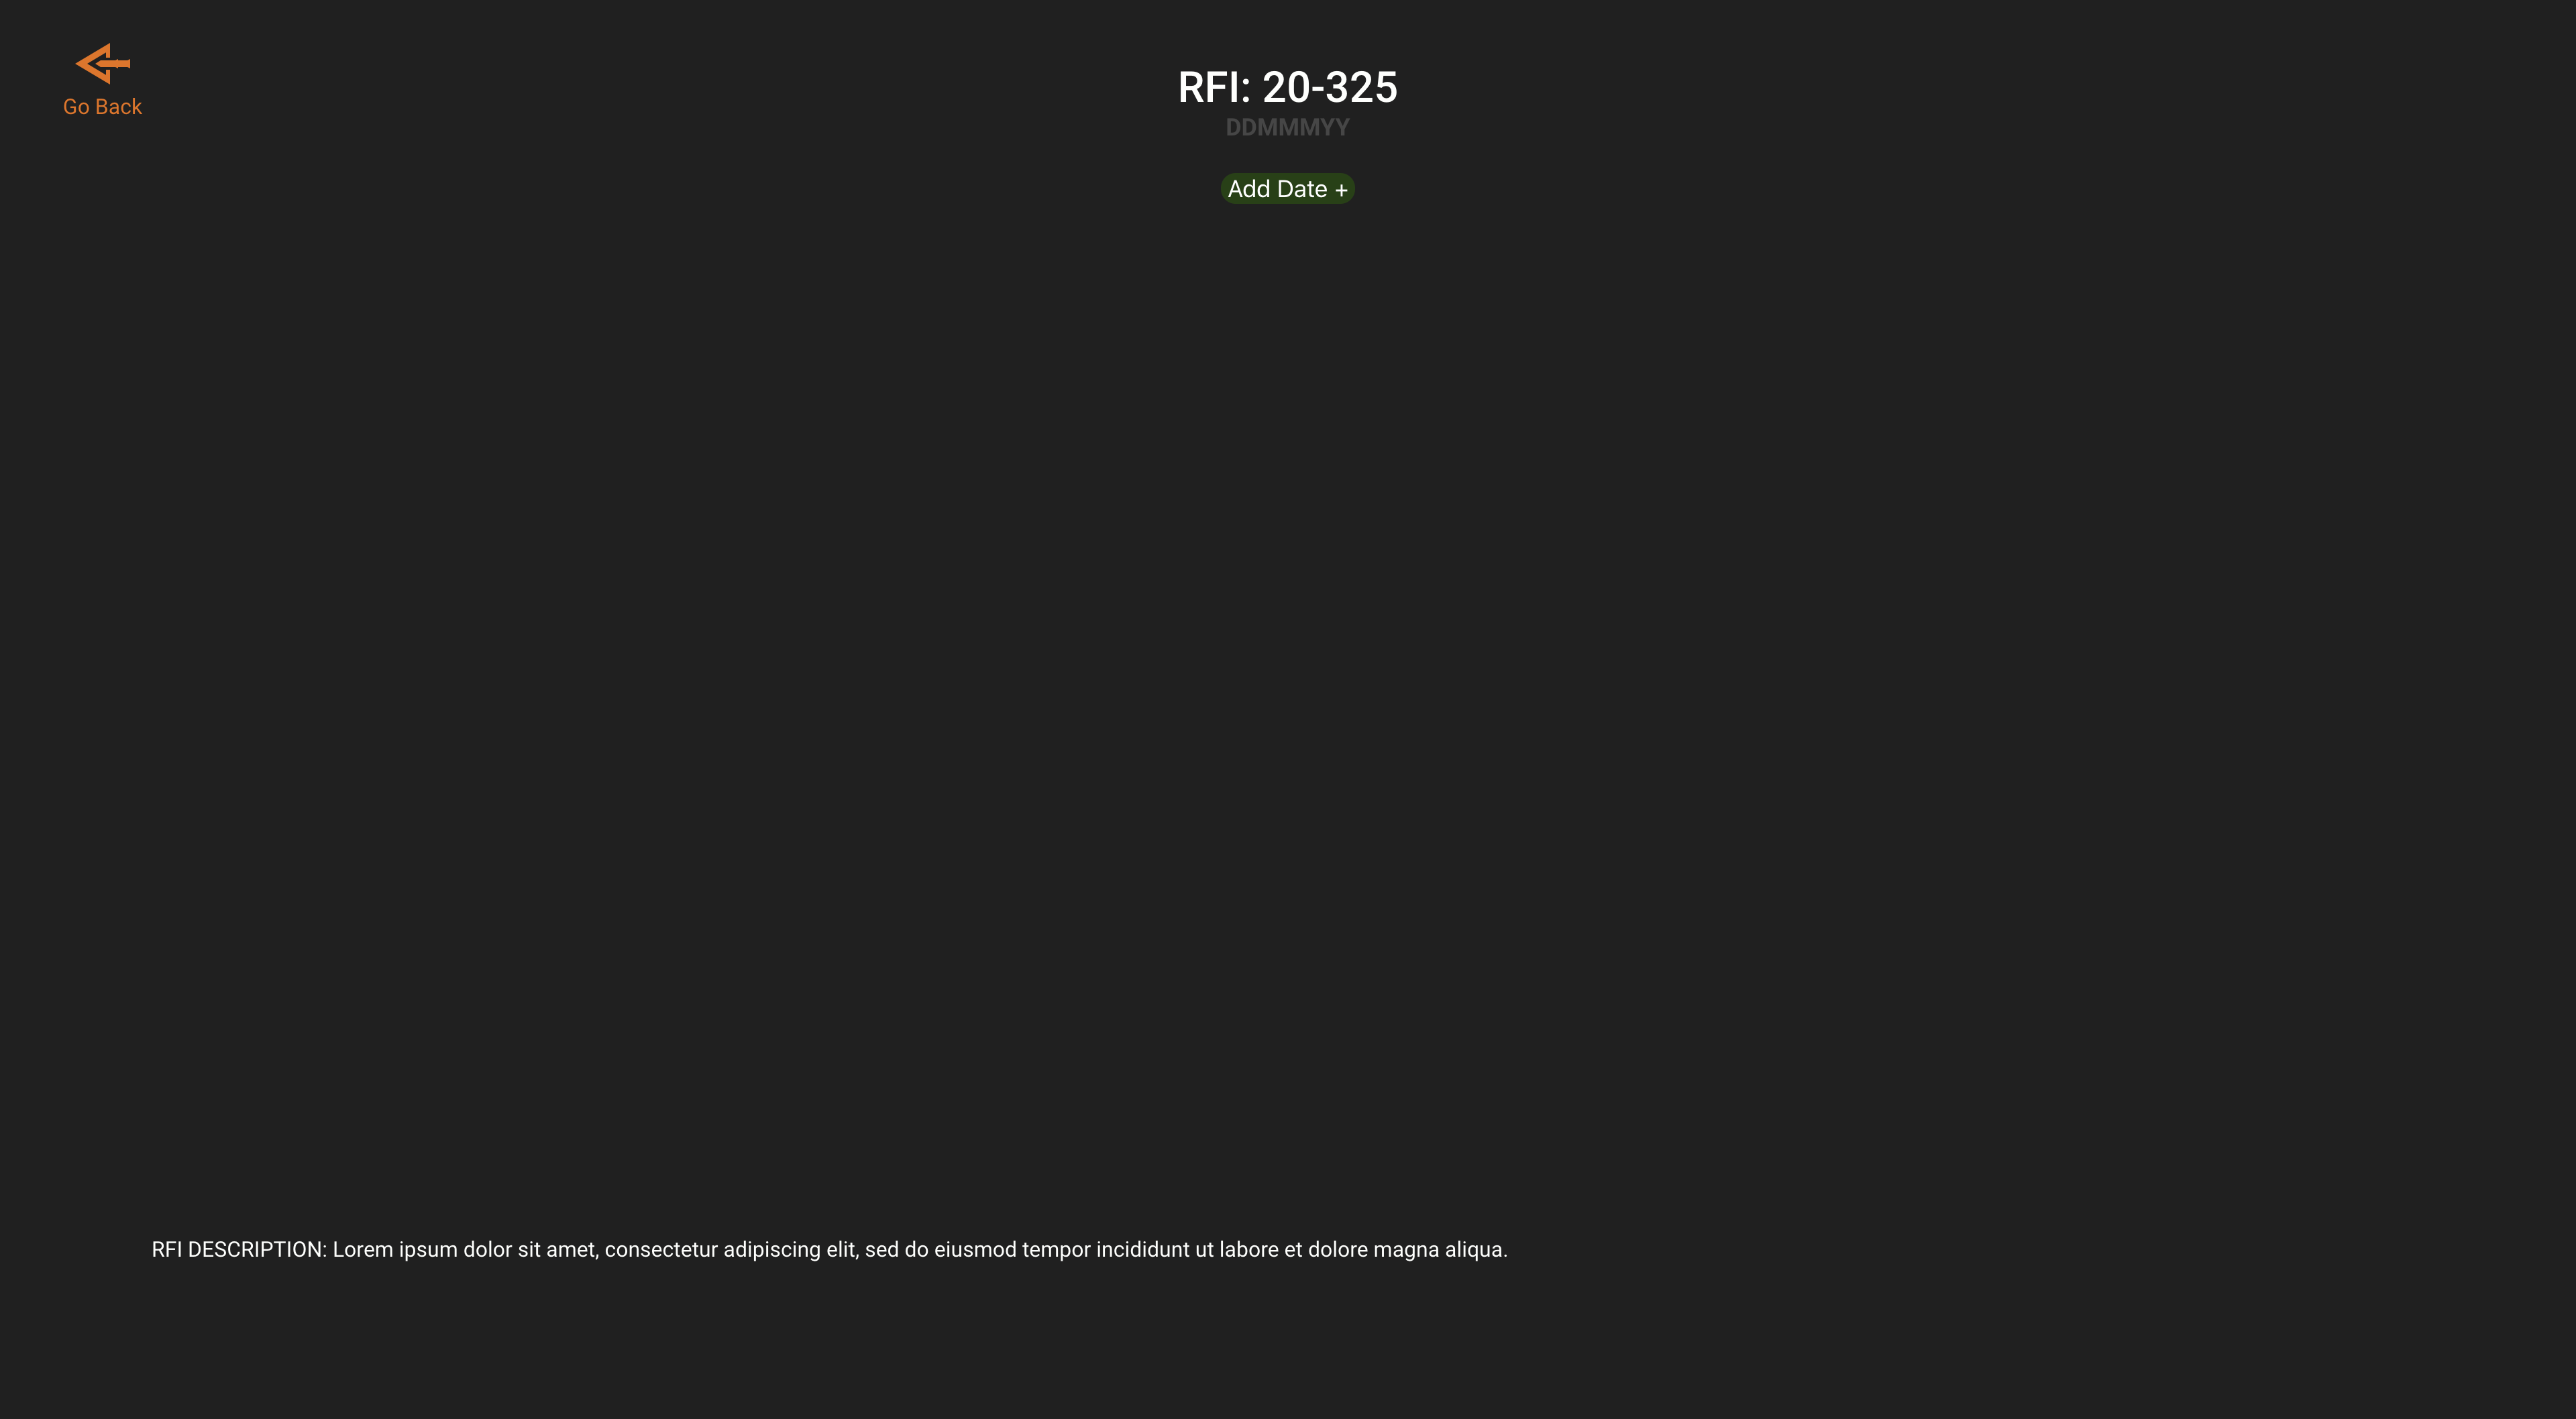 Go Back
RFI: 20-325
DDMMMYY
Add Date +
RFI DESCRIPTION: Lorem ipsum dolor sit amet, consectetur adipiscing elit, sed do eiusmod tempor incididunt ut labore et dolore magna aliqua.